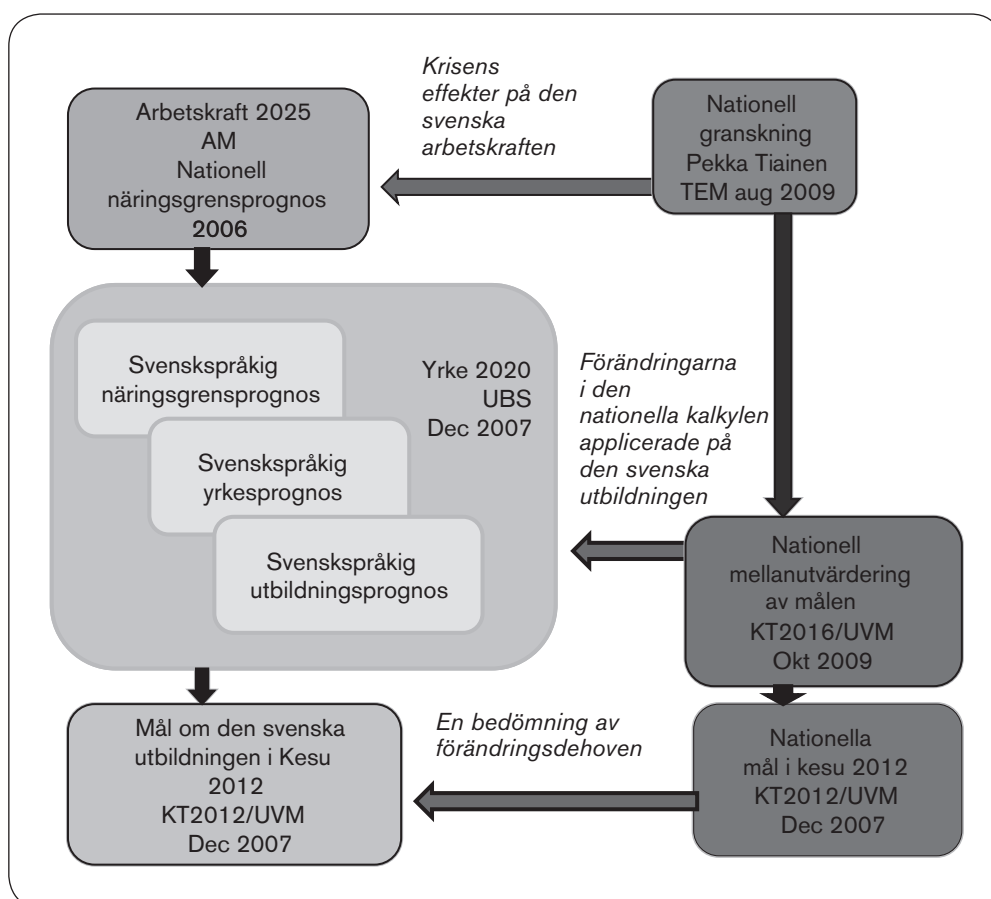 Arbetskraft 2025
AM
Nationell
näringsgrensprognos
2006
Krisens
effekter på den
svenska
arbetskraften
Nationell
granskning
Pekka Tiainen
TEM aug 2009
Svenskspråkig
näringsgrensprognos
Svenskspråkig
yrkesprognos
Svenskspråkig
utbildningsprognos
Yrke 2020
UBS
Dec 2007
Förändringarna
i den
nationella kalkylen
applicerade på
den svenska
utbildningen
Nationell
mellanutvärdering
av målen
KT2016/UVM
Okt 2009
Mål om den svenska
utbildningen i Kesu
2012
KT2012/UVM
Dec 2007
En bedömning av
förändringsdehoven
Nationella
mål i kesu 2012
KT2012/UVM
Dec 2007